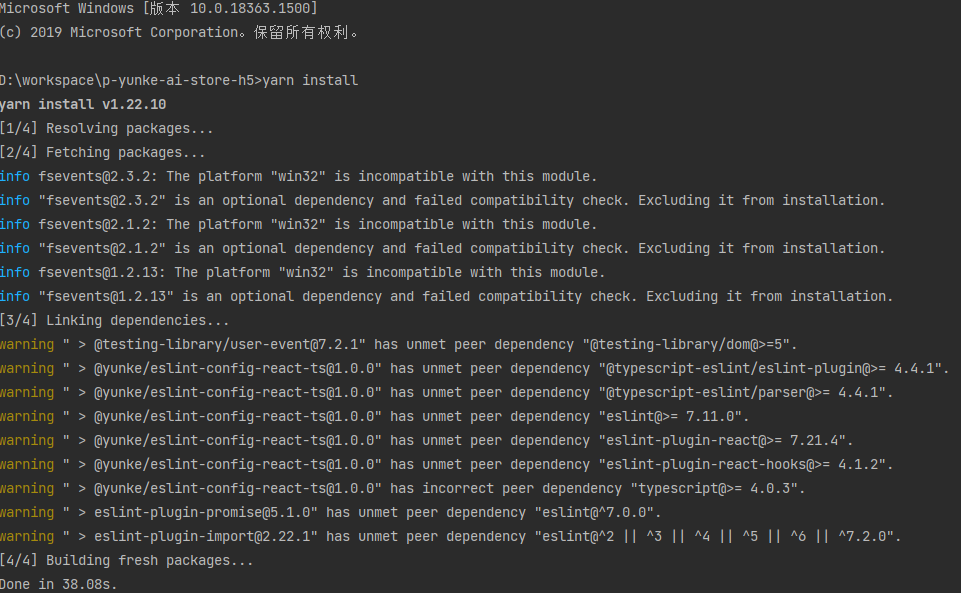 Microsoft Windows [版本 10.0.18363.1500]
(c) 2019 Microsoft Corporation。保留所有权利。
D:\workspace\p-yunke-ai-store-h5>yarn install
yarn install v1.22.10
[1/4] Resolving packages...
[2/4] Fetching packages...
info fsevents@2.3.2: The platform "win32" is incompatible with this module.
info "fsevents@2.3.2" is an optional dependency and failed compatibility check. Excluding it from installation.
info fsevents@2.1.2: The platform "win32" is incompatible with this module.
info "fsevents@2.1.2" is an optional dependency and failed compatibility check. Excluding it from installation.
info fsevents@1.2.13: The platform "win32" is incompatible with this module.
info "fsevents@1.2.13" is an optional dependency and failed compatibility check. Excluding it from installation.
[3/4] Linking dependencies...
warning " > @testing-library/user-event@7.2.1" has unmet peer dependency "@testing-library/dom@>=5".
warning " > @yunke/eslint-config-react-ts@1.0.0" has unmet peer dependency "@typescript-eslint/eslint-plugin@>= 4.4.1".
warning " > @yunke/eslint-config-react-ts@1.0.0" has unmet peer dependency "@typescript-eslint/parser@>= 4.4.1".
warning " > @yunke/eslint-config-react-ts@1.0.0" has unmet peer dependency "eslint@>= 7.11.0".
warning " > @yunke/eslint-config-react-ts@1.0.0" has unmet peer dependency "eslint-plugin-react@>= 7.21.4".
warning " > @yunke/eslint-config-react-ts@1.0.0" has unmet peer dependency "eslint-plugin-react-hooks@>= 4.1.2".
warning " > @yunke/eslint-config-react-ts@1.0.0" has incorrect peer dependency "typescript@>= 4.0.3".
warning " > eslint-plugin-promise@5.1.0" has unmet peer dependency "eslint@^7.0.0".
warning " > eslint-plugin-import@2.22.1" has unmet peer dependency "eslint@^2 || ^3 || ^4 || ^5 || ^6 || ^7.2.0".
[4/4] Building fresh packages...
Done in 38.08s.